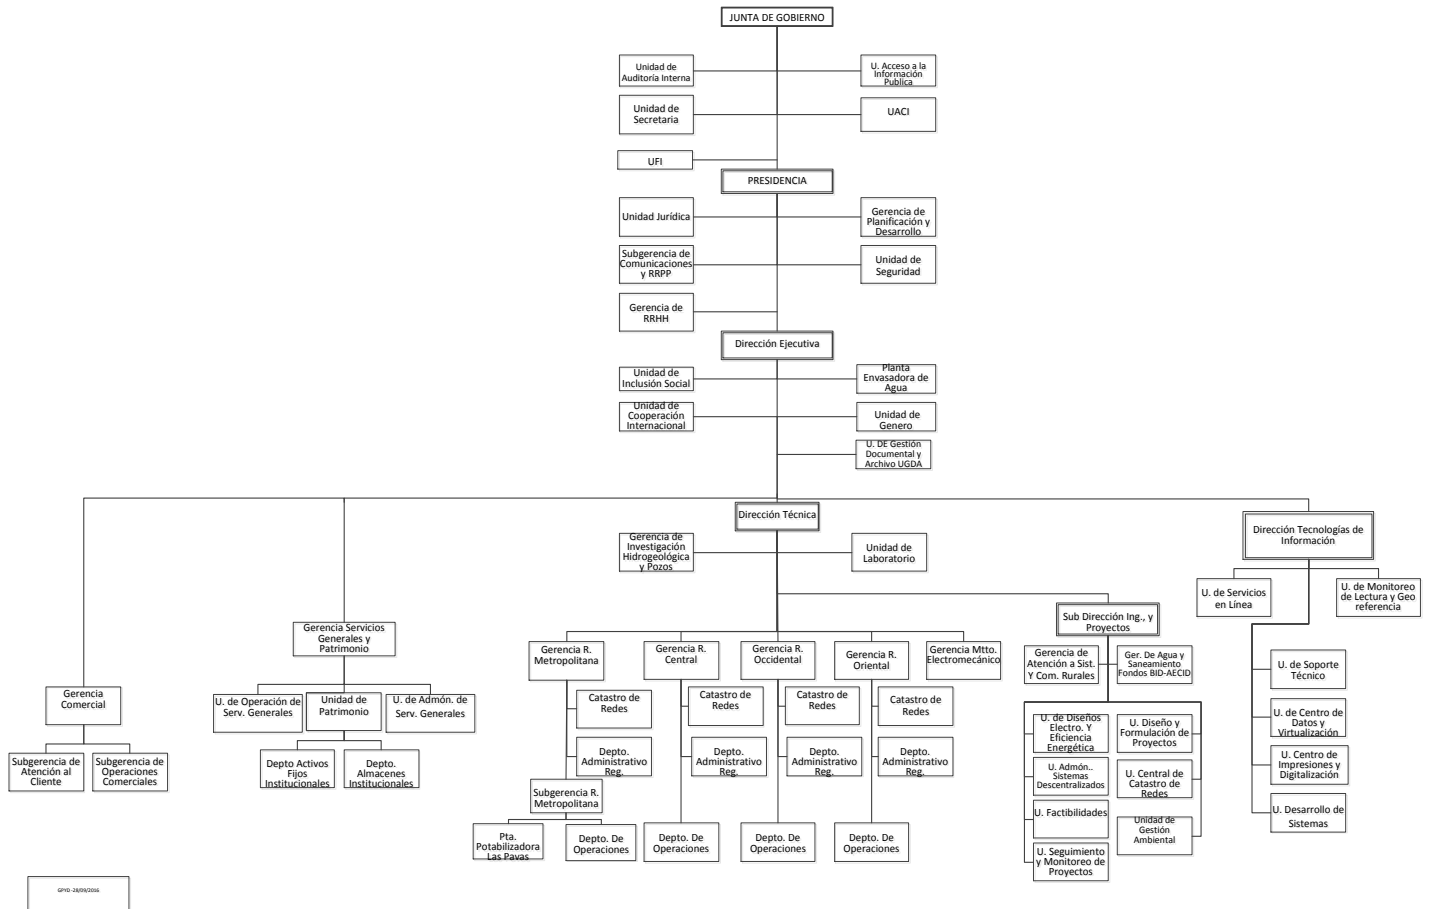 JUNTA DE GOBIERNO
Unidad de
Auditoría Interna
U. Acceso a la
Información
Publica
Unidad de
Secretaria
UACI
UFI
PRESIDENCIA
Unidad Jurídica
Gerencia de
Planificación y
Desarrollo
Subgerencia de
Comunicaciones
y RRPP
Unidad de
Seguridad
Gerencia de
RRHH
Dirección Ejecutiva
Unidad de
Inclusión Social
Planta
Envasadora de
Agua
Unidad de
Cooperación
Internacional
Unidad de
Genero
U. DE Gestión
Documental y
Archivo UGDA
Dirección Técnica
Dirección Tecnologías de
Información
Gerencia de
Investigación
Hidrogeológica
y Pozos
Unidad de
Laboratorio
U. de Servicios
en Línea
U. de Monitoreo
de Lectura y Geo
referencia
Sub Dirección Ing., y
Proyectos
Gerencia Servicios
Generales y
Patrimonio
Gerencia R.
Metropolitana
Gerencia R.
Central
Gerencia R.
Occidental
Gerencia R.
Oriental
Gerencia Mtto.
Electromecánico
Gerencia de
Atención a Sist.
Y Com. Rurales
Ger. De Agua y
Saneamiento
Fondos BID-AECID
U. de Soporte
Técnico
Gerencia
Comercial
U. de Operación de
Serv. Generales
Unidad de
Patrimonio
U. de Admón. de
Serv. Generales
Catastro de
Redes
Catastro de
Redes
Catastro de
Redes
Catastro de
Redes
U. de Diseños
Electro. Y
Eficiencia
Energética
U. Diseño y
Formulación de
Proyectos
U. de Centro de
Datos y
Virtualización
Subgerencia de
Atención al
Cliente
Subgerencia de
Operaciones
Comerciales
Depto Activos
Fijos
Institucionales
Depto.
Almacenes
Institucionales
Depto.
Administrativo
Reg.
Depto.
Administrativo
Reg.
Depto.
Administrativo
Reg.
Depto.
Administrativo
Reg.
U. Admón..
Sistemas
Descentralizados
U. Central de
Catastro de
Redes
U. Centro de
Impresiones y
Digitalización
Subgerencia R.
Metropolitana
U. Factibilidades
Unidad de
Gestión
Ambiental
U. Desarrollo de
Sistemas
Pta.
Potabilizadora
Las Pavas
Depto. De
Operaciones
Depto. De
Operaciones
Depto. De
Operaciones
Depto. De
Operaciones
U. Seguimiento
y Monitoreo de
Proyectos
GPYD -28/09/2016